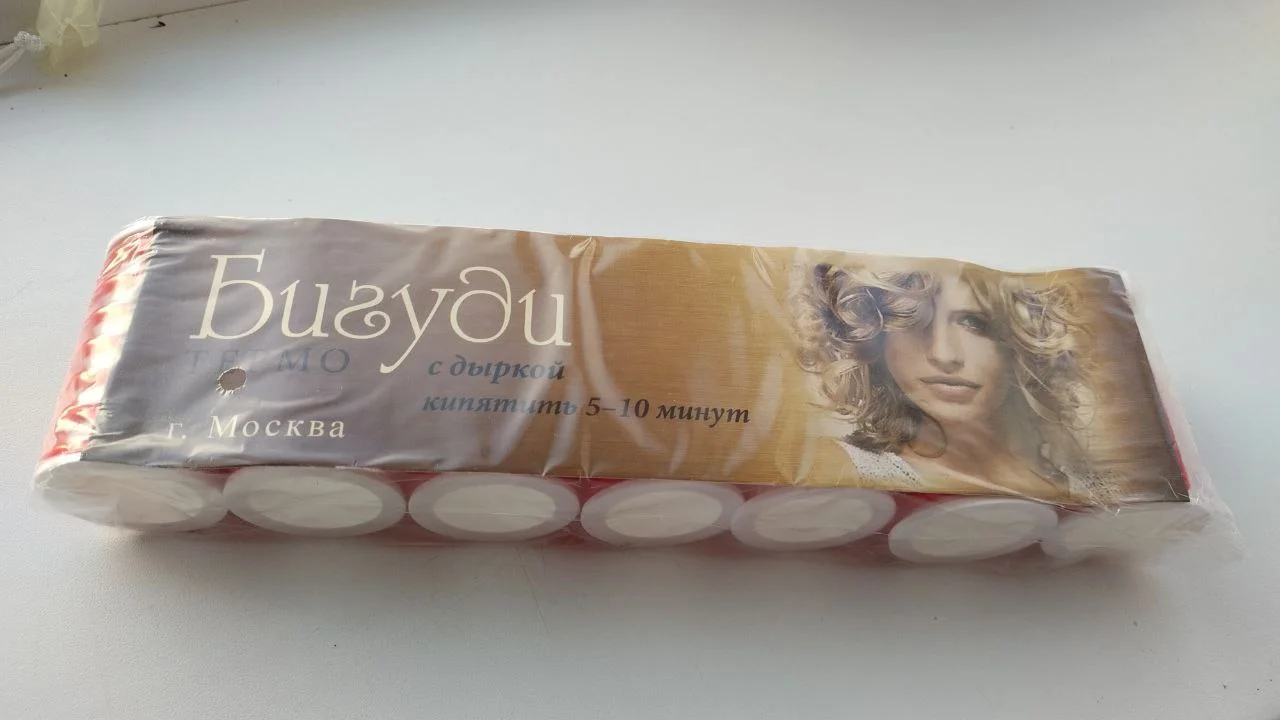 Бигуди
ТЕРМО
с дыркой
кипятить 5–10 минут
г. Москва